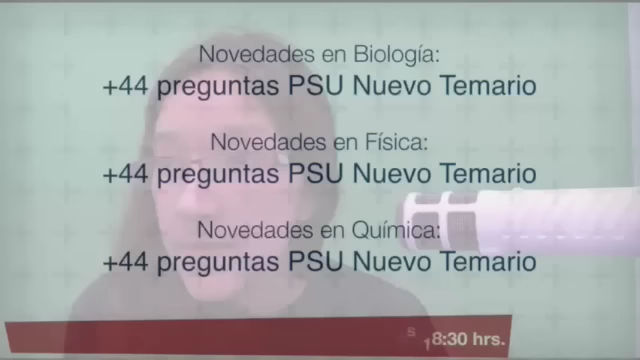 Novedades en Biología:
+44 preguntas PSU Nuevo Temario
Novedades en Física:
+44 preguntas PSU Nuevo Temario
Novedades en Química:
+44 preguntas PSU Nuevo Temario
18:30 hrs.